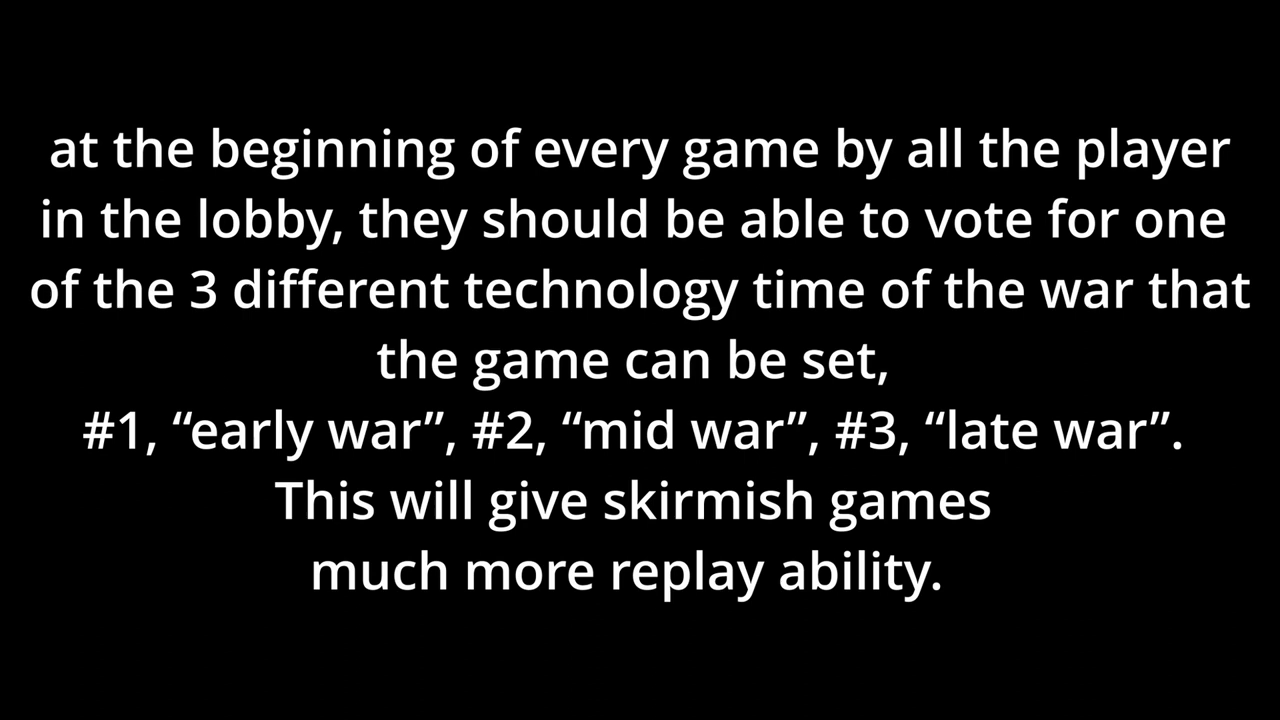 at the beginning of every game by all the player
in the lobby, they should be able to vote for one
of the 3 different technology time of the war that
the game can be set,
#1, “early war”, #2, “mid war”, #3, “late war”.
This will give skirmish games
much more replay ability.